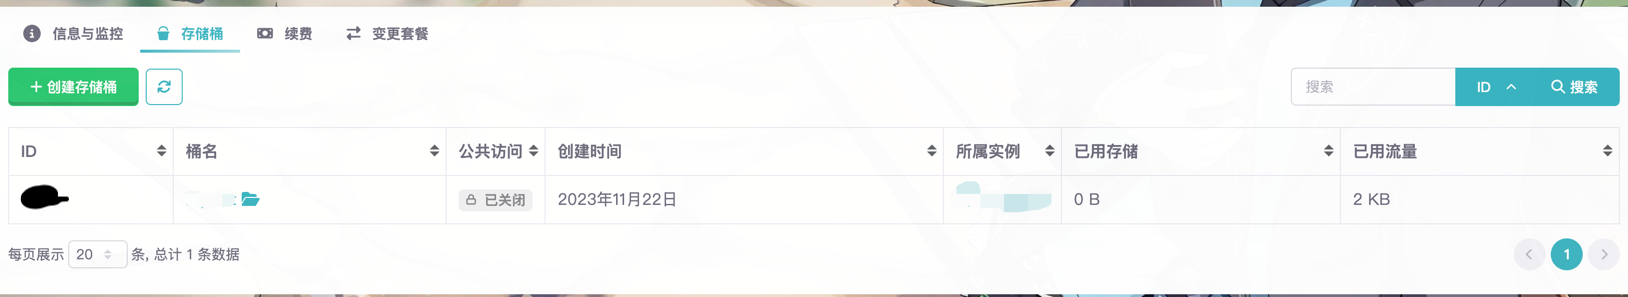 信息与监控 存储桶 续费 变更套餐
+ 创建存储桶 搜索 ID 搜索
ID 桶名 公共访问 创建时间 所属实例 已用存储 已用流量
已关闭 2023年11月22日 0 B 2 KB
每页展示 20 条, 总计 1 条数据 1